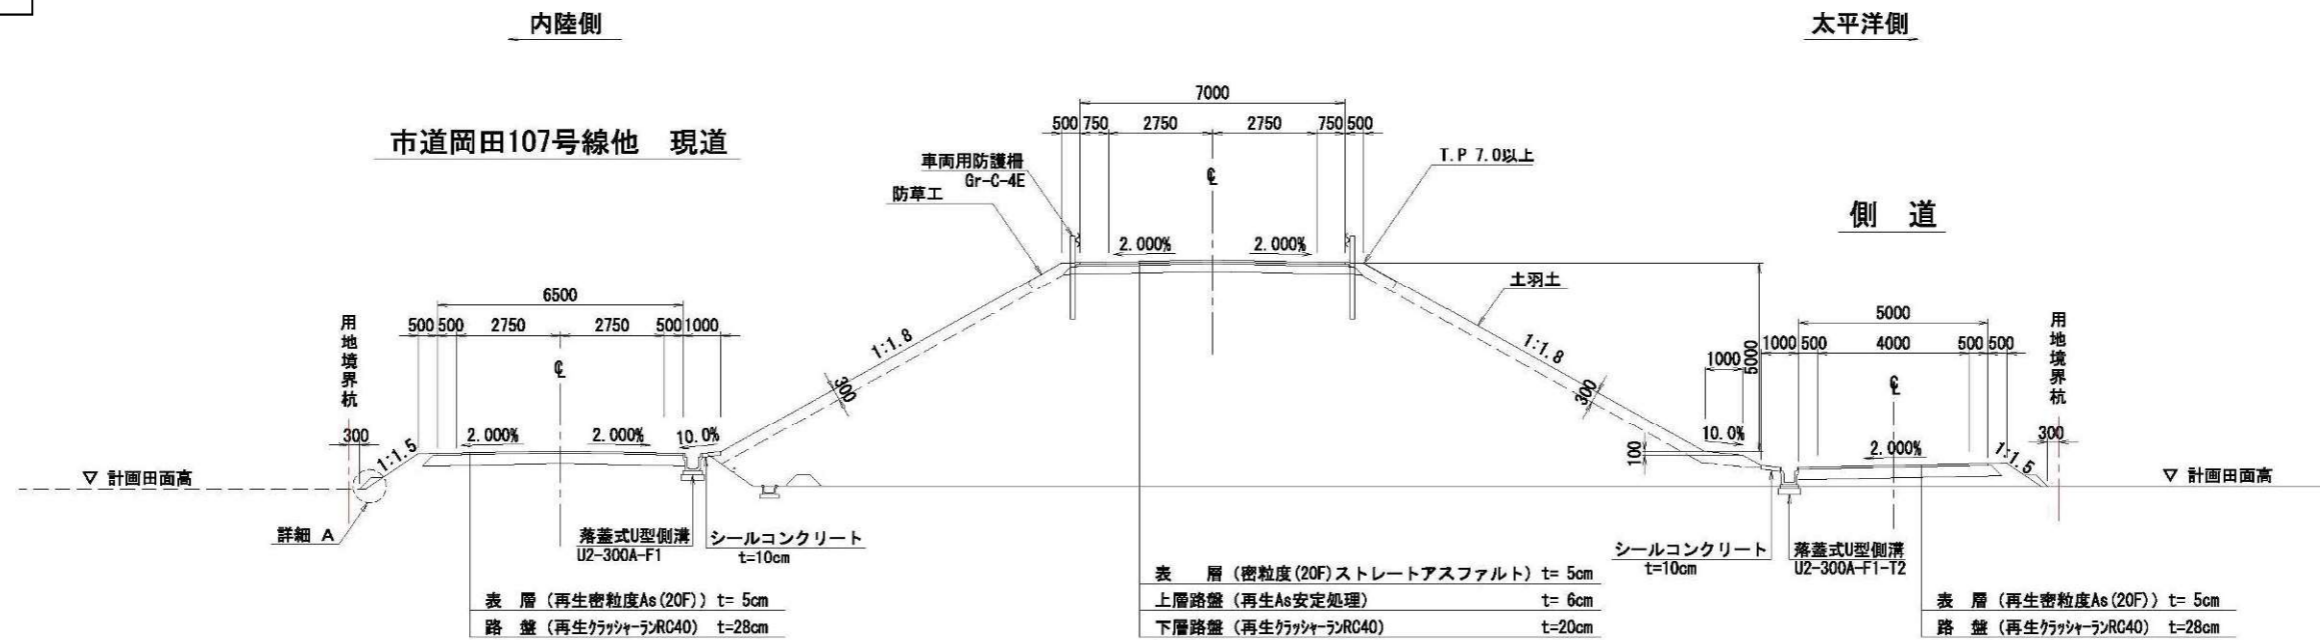 内陸側
太平洋側
市道岡田107号線他　現道
側　道
7000
500 750 2750 2750 750 500
車両用防護柵
Gr-C-4E
防草工
T.P 7.0以上
℄
2.000% 2.000%
土羽土
1:1.8
300
1:1.8
300
5000
6500
500 500 2750 2750 500 1000
用地境界杭
℄
300
1:1.5
2.000% 2.000% 10.0%
▽ 計画田面高
詳細 A
落蓋式U型側溝
U2-300A-F1
シールコンクリート
t=10cm
表　層（再生密粒度As(20F)）t= 5cm
路　盤（再生クラッシャーランRC40）t=28cm
表　層（密粒度(20F)ストレートアスファルト）t= 5cm
上層路盤（再生As安定処理）t= 6cm
下層路盤（再生クラッシャーランRC40）t=20cm
5000
1000 500 4000 500 500
1000
10.0%
100
℄
2.000%
1:1.5
用地境界杭
300
▽ 計画田面高
シールコンクリート
t=10cm
落蓋式U型側溝
U2-300A-F1-T2
表　層（再生密粒度As(20F)）t= 5cm
路　盤（再生クラッシャーランRC40）t=28cm